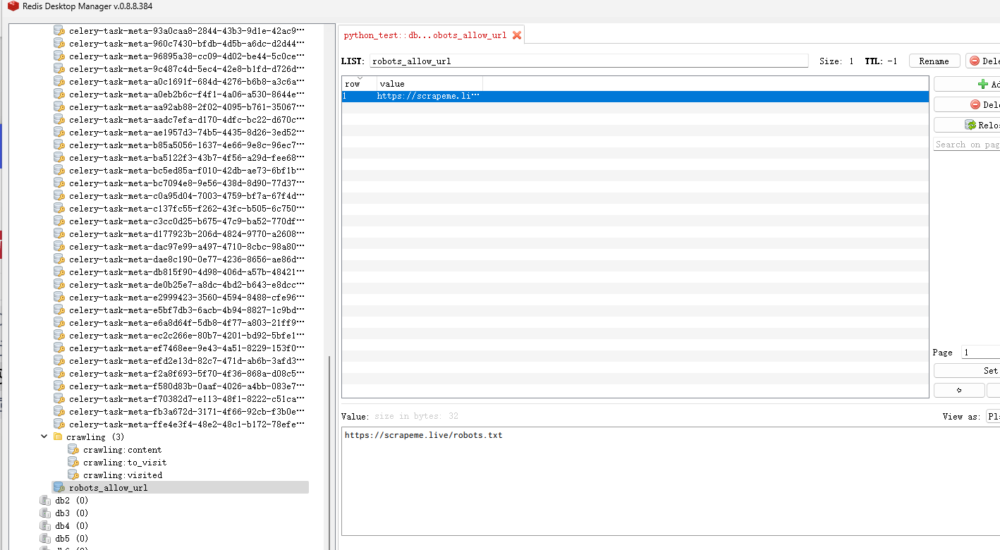 Redis Desktop Manager v.0.8.8.384
celery-task-meta-93a0caa8-2844-43b3-9d1e-42ac9…
celery-task-meta-960c7430-bfdb-4d5b-a6dc-d2d44…
celery-task-meta-96895a38-cc09-4d02-be44-5c0ce…
celery-task-meta-9c487c4d-5ec4-42e8-b1fd-d726d…
celery-task-meta-a0c1691f-684d-4276-b6b8-a3c6a…
celery-task-meta-a0eb2b6c-f4f1-4a06-a530-8644e…
celery-task-meta-aa92ab88-2f02-4095-b761-35067…
celery-task-meta-aadc7efa-d170-4dfc-bc22-d670c…
celery-task-meta-ae1957d3-74b5-4435-8d26-3ed52…
celery-task-meta-b85a5056-1637-4e66-9e8c-96ec7…
celery-task-meta-ba5122f3-43b7-4f56-a29d-fee68…
celery-task-meta-bc5ed85a-f010-42db-ae73-6bf1b…
celery-task-meta-bc7094e8-9e56-438d-8d90-77d37…
celery-task-meta-c0a95d04-7003-4759-bf7a-67f4d…
celery-task-meta-c137fc55-f262-43fc-b505-6c750…
celery-task-meta-c3cc0d25-b675-47c9-ba52-770df…
celery-task-meta-d177923b-206d-4824-9770-a2608…
celery-task-meta-dac97e99-a497-4710-8cbc-98a80…
celery-task-meta-dae8c190-0e77-4236-8656-ae86d…
celery-task-meta-db815f90-4d98-406d-a57b-48421…
celery-task-meta-de0b25e7-a8dc-4bd2-b643-e8dcc…
celery-task-meta-e2999423-3560-4594-8488-cfe96…
celery-task-meta-e5bf7db3-6acb-4b94-8827-1c9bd…
celery-task-meta-e6a8d64f-5db8-4f77-a803-21ff9…
celery-task-meta-ec2c266e-80b7-4201-bd92-5bfe1…
celery-task-meta-ef7468ee-9e43-4a51-8229-153f0…
celery-task-meta-efd2e13d-82c7-471d-ab6b-3afd3…
celery-task-meta-f2a8f693-5f70-4f36-868a-d08c5…
celery-task-meta-f580d83b-0aaf-4026-a4bb-083e7…
celery-task-meta-f70382d7-e113-48f1-8222-c51ca…
celery-task-meta-fb3a672d-3171-4f66-92cb-f3b0e…
celery-task-meta-ffe4e3f4-48e2-48c1-b172-78efe…
crawling (3)
crawling:content
crawling:to_visit
crawling:visited
robots_allow_url
db2 (0)
db3 (0)
db4 (0)
db5 (0)
python_test::db...obots_allow_url
LIST: robots_allow_url Size: 1 TTL: -1 Rename Dele
row value
1 https://scrapeme.li…
Ad
Dele
Reloa
Search on page
Page 1
Set
Value: size in bytes: 32 View as: Pl
https://scrapeme.live/robots.txt